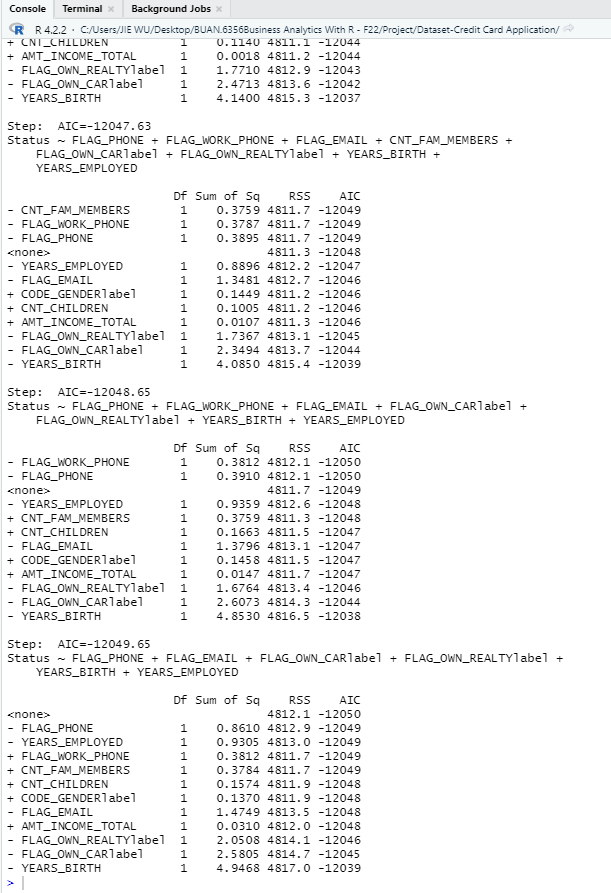 Console Terminal × Background Jobs ×
R 4.2.2 · C:/Users/JIE WU/Desktop/BUAN.6356Business Analytics With R - F22/Project/Dataset-Credit Card Application/
+ CNT_CHILDREN 1 0.1140 4811.1 -12044
+ AMT_INCOME_TOTAL 1 0.0018 4811.2 -12044
- FLAG_OWN_REALTYlabel 1 1.7710 4812.9 -12043
- FLAG_OWN_CARlabel 1 2.4713 4813.6 -12042
- YEARS_BIRTH 1 4.1400 4815.3 -12037
Step: AIC=-12047.63
Status ~ FLAG_PHONE + FLAG_WORK_PHONE + FLAG_EMAIL + CNT_FAM_MEMBERS +
FLAG_OWN_CARlabel + FLAG_OWN_REALTYlabel + YEARS_BIRTH +
YEARS_EMPLOYED
Df Sum of Sq RSS AIC
- CNT_FAM_MEMBERS 1 0.3759 4811.7 -12049
- FLAG_WORK_PHONE 1 0.3787 4811.7 -12049
- FLAG_PHONE 1 0.3895 4811.7 -12049
<none> 4811.3 -12048
- YEARS_EMPLOYED 1 0.8896 4812.2 -12047
- FLAG_EMAIL 1 1.3481 4812.7 -12046
+ CODE_GENDERlabel 1 0.1449 4811.2 -12046
+ CNT_CHILDREN 1 0.1005 4811.2 -12046
+ AMT_INCOME_TOTAL 1 0.0107 4811.3 -12046
- FLAG_OWN_REALTYlabel 1 1.7367 4813.1 -12045
- FLAG_OWN_CARlabel 1 2.3494 4813.7 -12044
- YEARS_BIRTH 1 4.0850 4815.4 -12039
Step: AIC=-12048.65
Status ~ FLAG_PHONE + FLAG_WORK_PHONE + FLAG_EMAIL + FLAG_OWN_CARlabel +
FLAG_OWN_REALTYlabel + YEARS_BIRTH + YEARS_EMPLOYED
Df Sum of Sq RSS AIC
- FLAG_WORK_PHONE 1 0.3812 4812.1 -12050
- FLAG_PHONE 1 0.3910 4812.1 -12050
<none> 4811.7 -12049
- YEARS_EMPLOYED 1 0.9359 4812.6 -12048
+ CNT_FAM_MEMBERS 1 0.3759 4811.3 -12048
+ CNT_CHILDREN 1 0.1663 4811.5 -12047
- FLAG_EMAIL 1 1.3796 4813.1 -12047
+ CODE_GENDERlabel 1 0.1458 4811.5 -12047
+ AMT_INCOME_TOTAL 1 0.0147 4811.7 -12047
- FLAG_OWN_REALTYlabel 1 1.6764 4813.4 -12046
- FLAG_OWN_CARlabel 1 2.6073 4814.3 -12044
- YEARS_BIRTH 1 4.8530 4816.5 -12038
Step: AIC=-12049.65
Status ~ FLAG_PHONE + FLAG_EMAIL + FLAG_OWN_CARlabel + FLAG_OWN_REALTYlabel +
YEARS_BIRTH + YEARS_EMPLOYED
Df Sum of Sq RSS AIC
<none> 4812.1 -12050
- FLAG_PHONE 1 0.8610 4812.9 -12049
- YEARS_EMPLOYED 1 0.9305 4813.0 -12049
+ FLAG_WORK_PHONE 1 0.3812 4811.7 -12049
+ CNT_FAM_MEMBERS 1 0.3784 4811.7 -12049
+ CNT_CHILDREN 1 0.1574 4811.9 -12048
+ CODE_GENDERlabel 1 0.1370 4811.9 -12048
- FLAG_EMAIL 1 1.4749 4813.5 -12048
+ AMT_INCOME_TOTAL 1 0.0310 4812.0 -12048
- FLAG_OWN_REALTYlabel 1 2.0508 4814.1 -12046
- FLAG_OWN_CARlabel 1 2.5805 4814.7 -12045
- YEARS_BIRTH 1 4.9468 4817.0 -12039
>